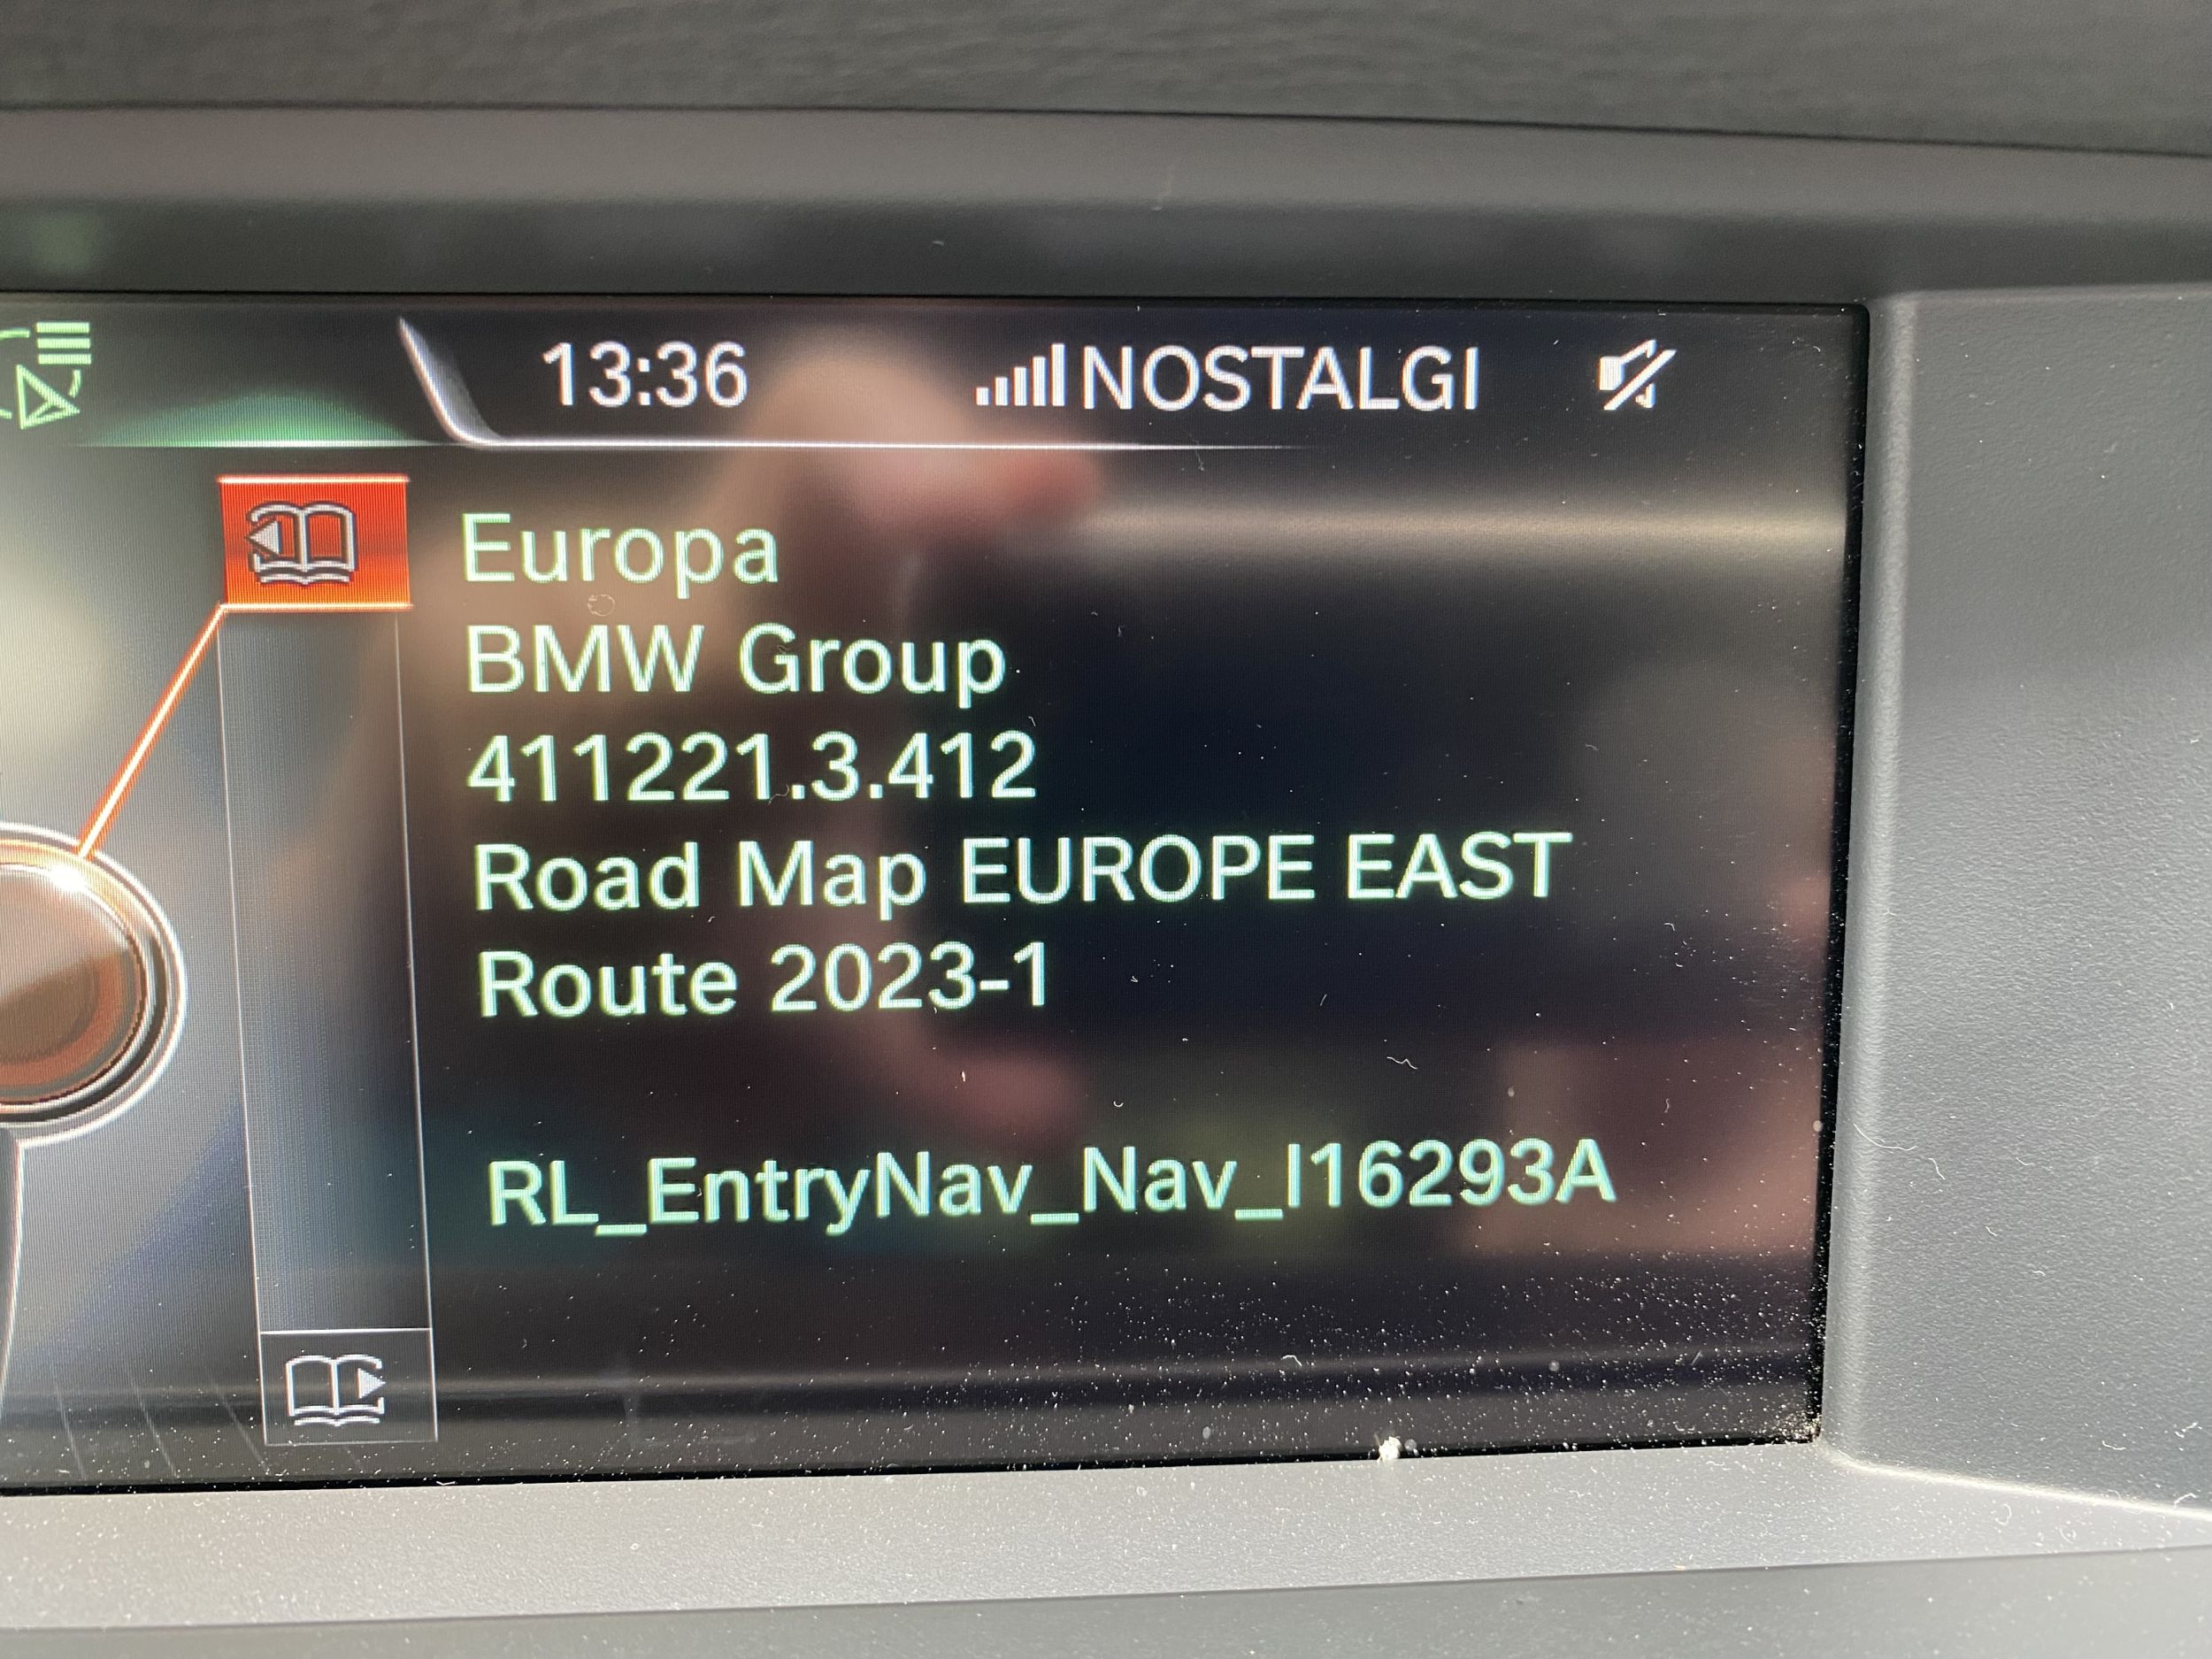 13:36 NOSTALGI
Europa
BMW Group
411221.3.412
Road Map EUROPE EAST
Route 2023-1
RL_EntryNav_Nav_I16293A